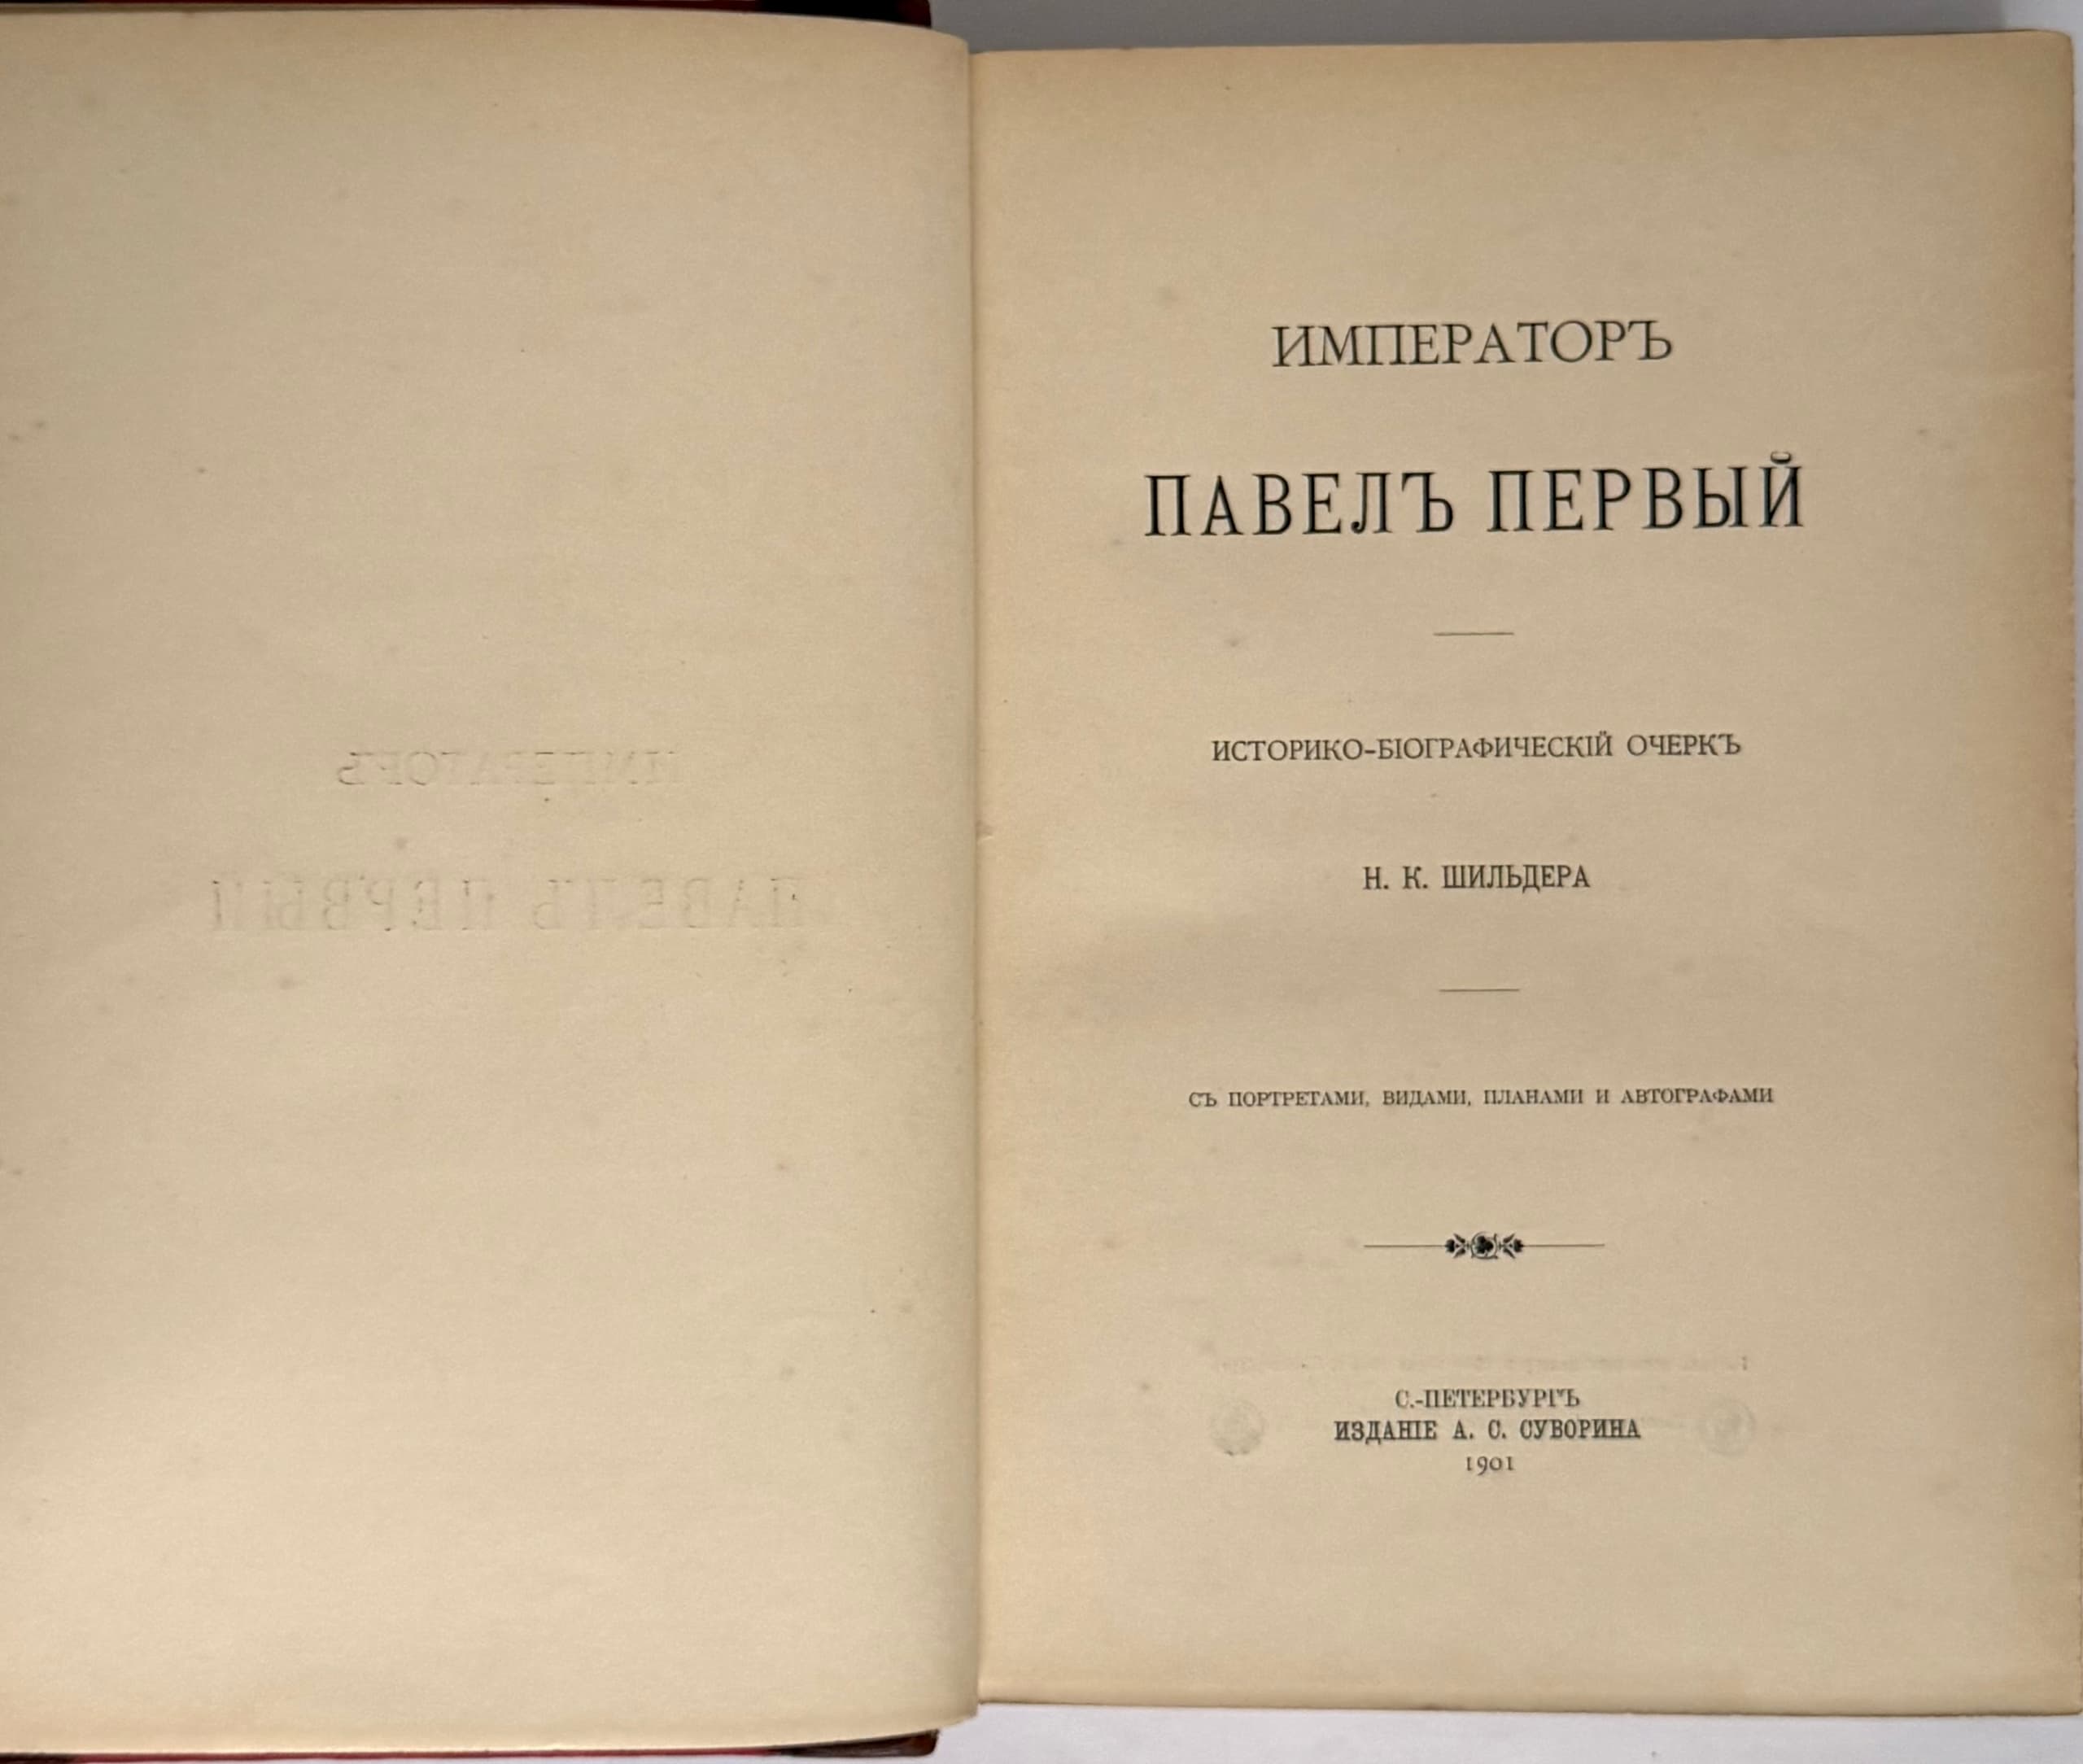 ИМПЕРАТОРЪ
ПАВЕЛЪ ПЕРВЫЙ
ИСТОРИКО-БІОГРАФИЧЕСКІЙ ОЧЕРКЪ
Н. К. ШИЛЬДЕРА
СЪ ПОРТРЕТАМИ, ВИДАМИ, ПЛАНАМИ И АВТОГРАФАМИ
С.-ПЕТЕРБУРГЪ
ИЗДАНІЕ А. С. СУВОРИНА
1901